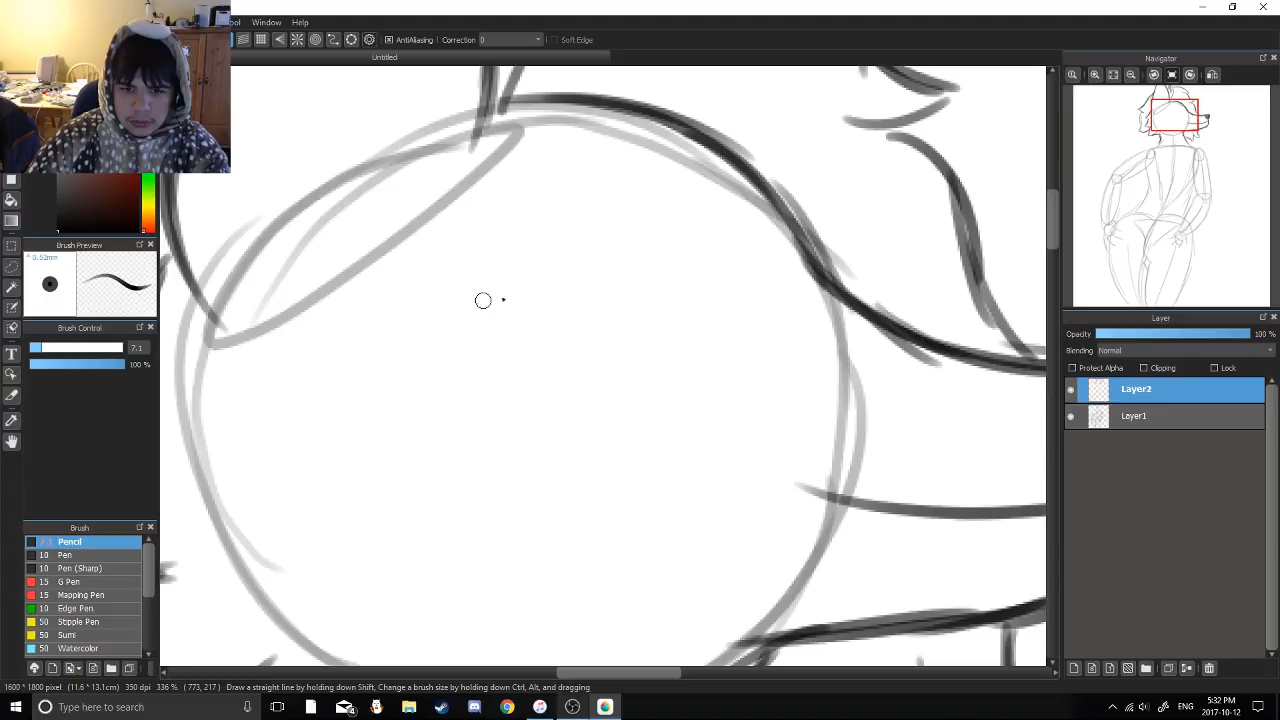 ool Window Help
AntiAliasing Correction 0 Soft Edge
Untitled
Navigator
Brush Preview
0.52mm
Brush Control
7.1
100 %
Layer
Opacity 100 %
Blending Normal
Protect Alpha Clipping Lock
Layer2
Layer1
Brush
Pencil
10 Pen
10 Pen (Sharp)
15 G Pen
15 Mapping Pen
10 Edge Pen
50 Stipple Pen
50 Sumi
50 Watercolor
1600 * 1800 pixel (11.6 * 13.1cm) 350 dpi 336 % ( 773, 217 ) Draw a straight line by holding down Shift, Change a brush size by holding down Ctrl, Alt, and dragging
Type here to search
4
5:32 PM
2017-10-12